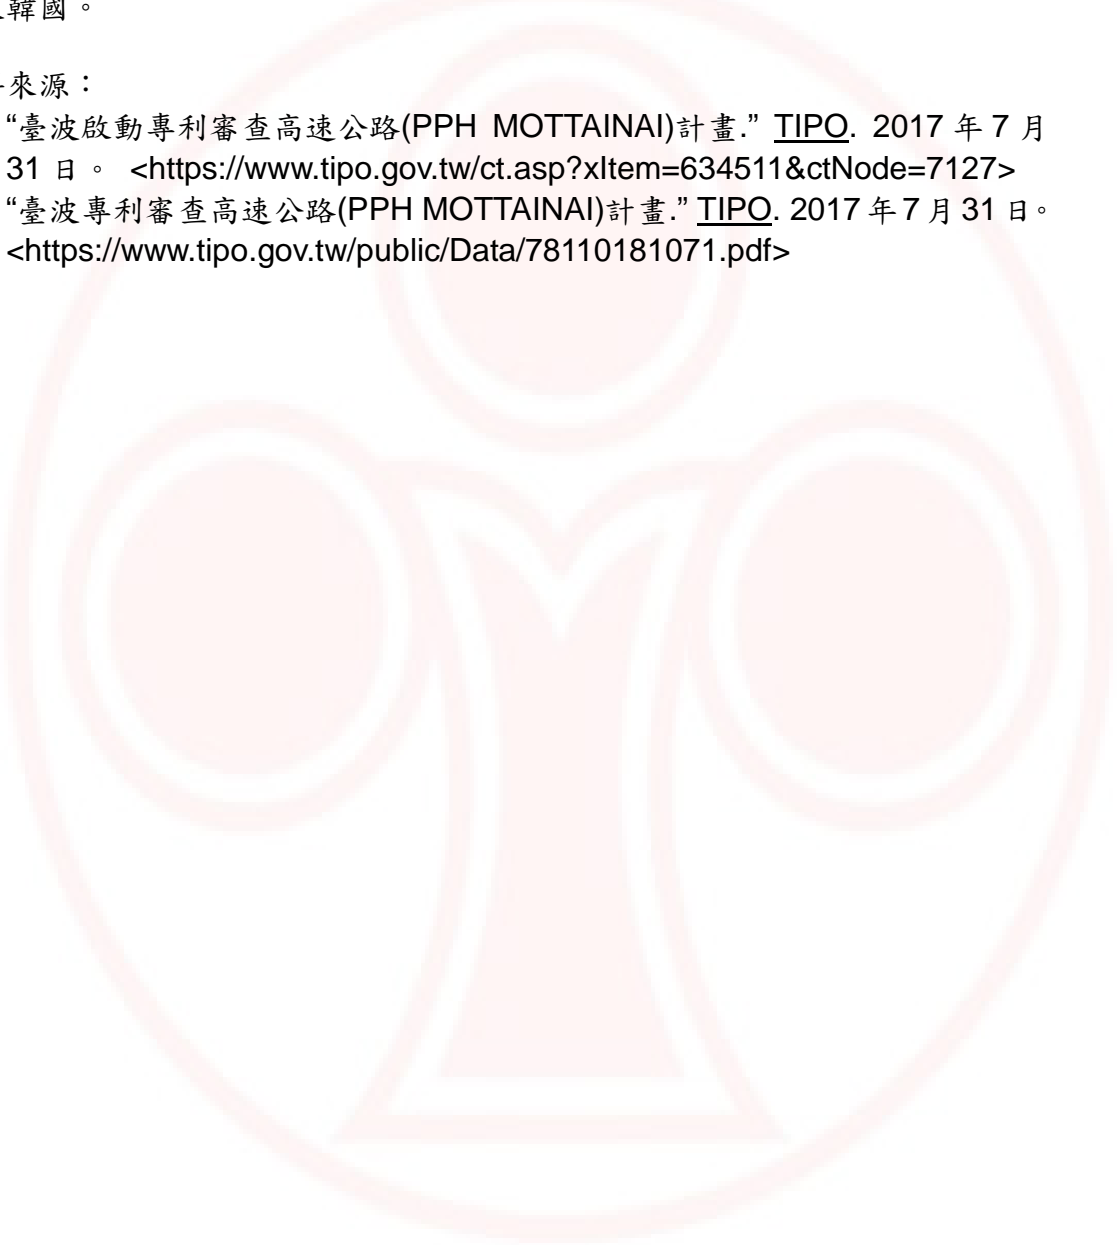 韓國。
來源：
“臺波啟動專利審查高速公路(PPH MOTTAINAI)計畫.” TIPO. 2017 年 7 月
31 日。 <https://www.tipo.gov.tw/ct.asp?xItem=634511&ctNode=7127>
“臺波專利審查高速公路(PPH MOTTAINAI)計畫.” TIPO. 2017 年 7 月 31 日。
<https://www.tipo.gov.tw/public/Data/78110181071.pdf>